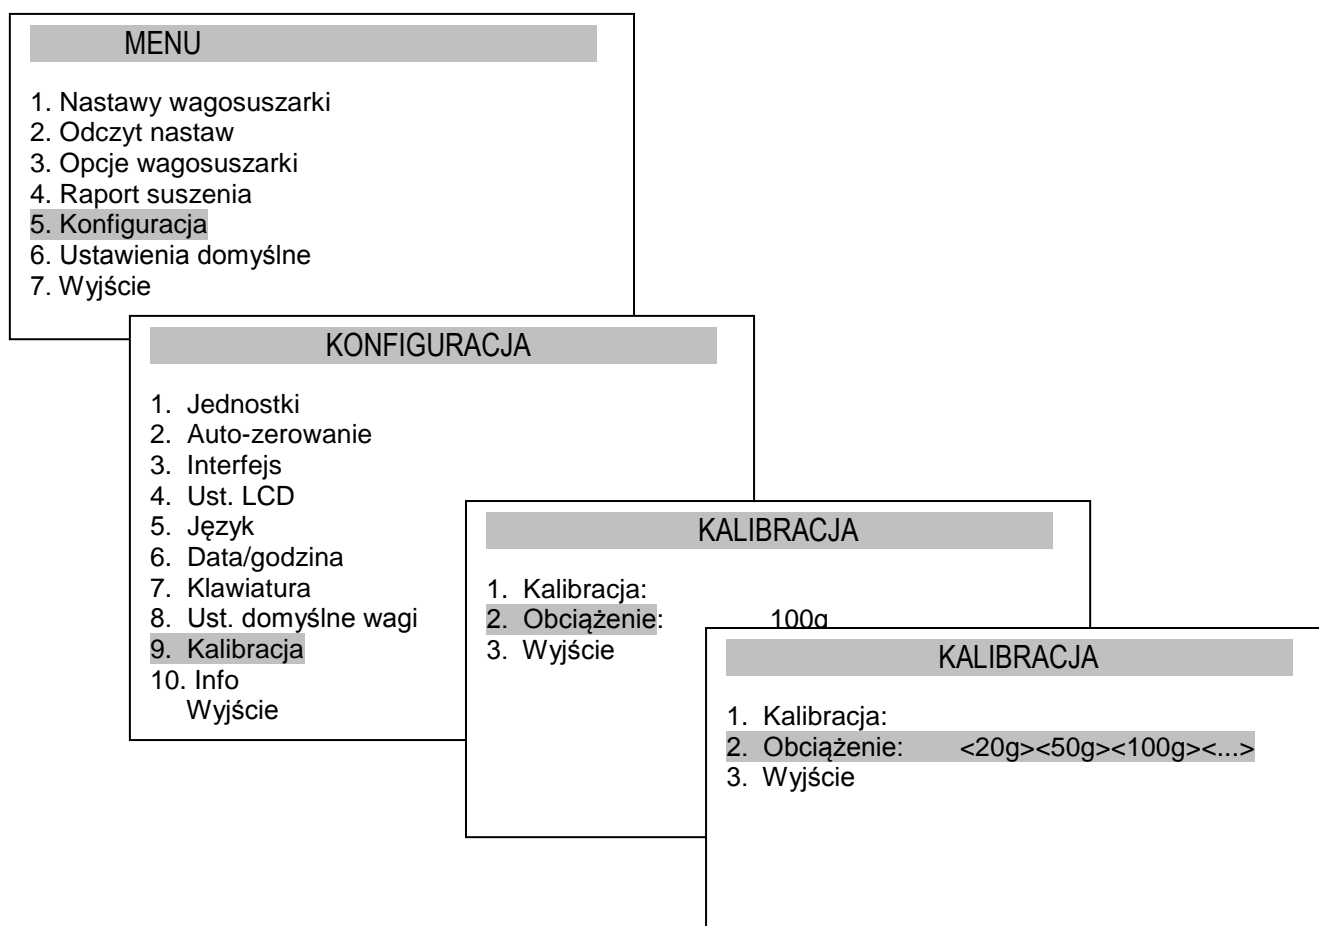 MENU
1. Nastawy wagosuszarki
2. Odczyt nastaw
3. Opcje wagosuszarki
4. Raport suszenia
5. Konfiguracja
6. Ustawienia domyślne
7. Wyjście
KONFIGURACJA
1. Jednostki
2. Auto-zerowanie
3. Interfejs
4. Ust. LCD
5. Język
6. Data/godzina
7. Klawiatura
8. Ust. domyślne wagi
9. Kalibracja
10. Info
Wyjście
KALIBRACJA
1. Kalibracja:
2. Obciążenie: 100g
3. Wyjście
KALIBRACJA
1. Kalibracja:
2. Obciążenie: <20g><50g><100g><...>
3. Wyjście